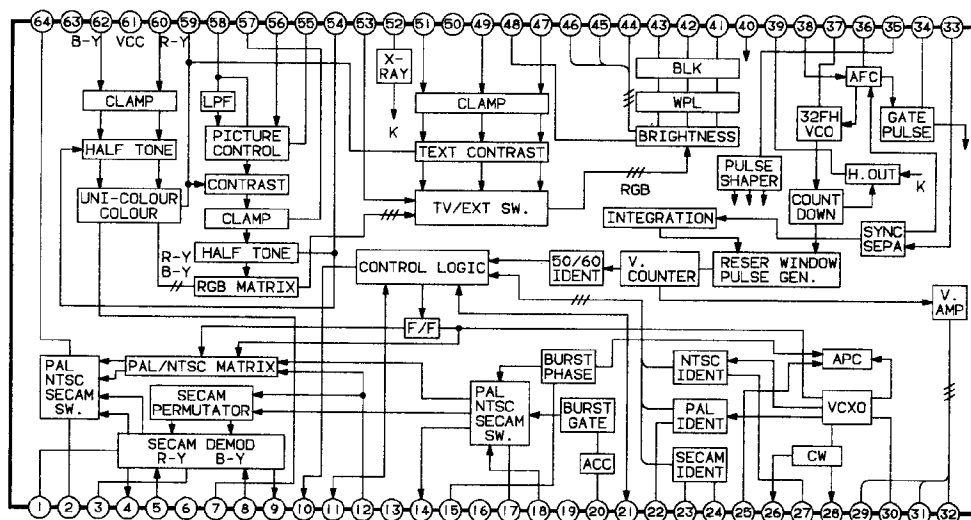 64 63 62 61 60 59 58 57 56 55 54 53 52 51 50 49 48 47 46 45 44 43 42 41 40 39 38 37 36 35 34 33
B-Y VCC R-Y
X-RAY
BLK
AFC
LPF
CLAMP
CLAMP
WPL
32FH VCO
GATE PULSE
K
PICTURE CONTROL
BRIGHTNESS
HALF TONE
TEXT CONTRAST
PULSE SHAPER
H.OUT
K
CONTRAST
RGB
UNI-COLOUR COLOUR
TV/EXT SW.
COUNT DOWN
CLAMP
INTEGRATION
SYNC SEPA
R-Y
B-Y
HALF TONE
CONTROL LOGIC
50/60 IDENT
V. COUNTER
RESER WINDOW PULSE GEN.
RGB MATRIX
V. AMP
F/F
PAL NTSC SECAM SW.
PAL/NTSC MATRIX
BURST PHASE
NTSC IDENT
APC
SECAM PERMUTATOR
PAL NTSC SECAM SW.
BURST GATE
PAL IDENT
VCXO
SECAM DEMOD
R-Y B-Y
ACC
SECAM IDENT
CW
1 2 3 4 5 6 7 8 9 10 11 12 13 14 15 16 17 18 19 20 21 22 23 24 25 26 27 28 29 30 31 32